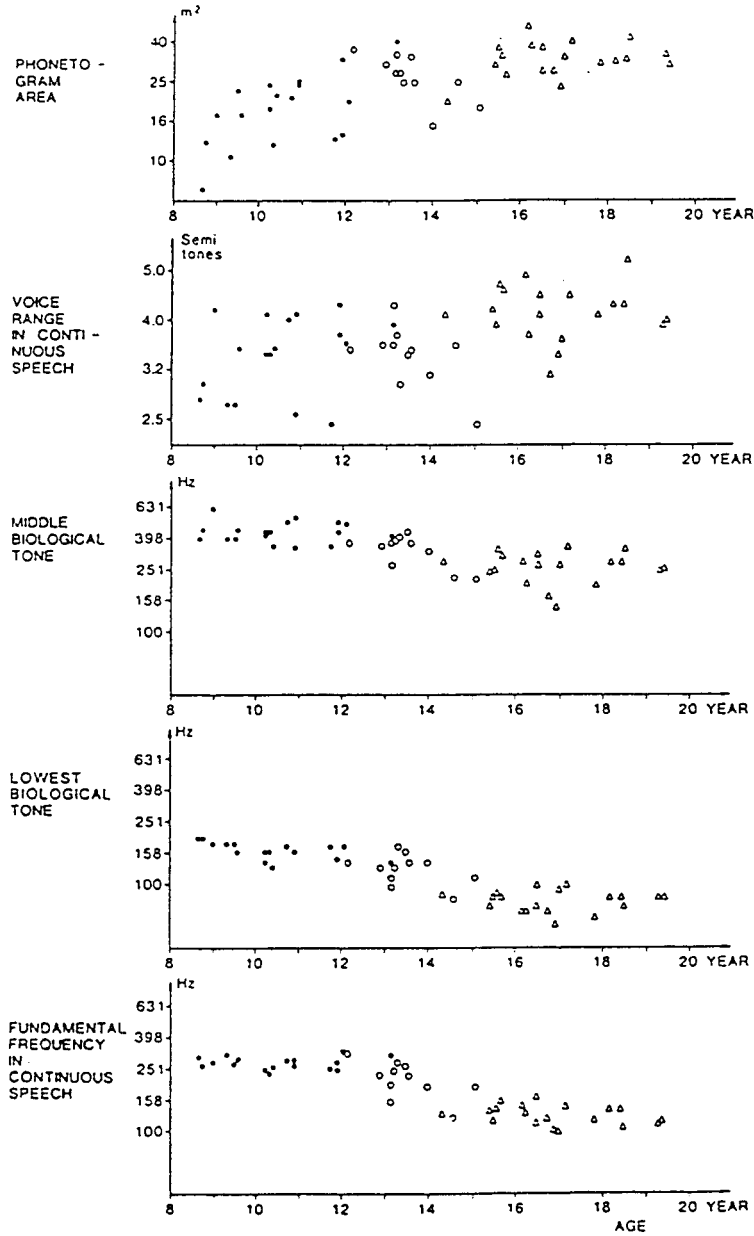 m²
PHONETO -
GRAM
AREA
40
25
16
10
8 10 12 14 16 18 20 YEAR
Semi
tones
VOICE
RANGE
IN CONTI -
NUOUS
SPEECH
5.0
4.0
3.2
2.5
8 10 12 14 16 18 20 YEAR
Hz
MIDDLE
BIOLOGICAL
TONE
631
398
251
158
100
8 10 12 14 16 18 20 YEAR
Hz
LOWEST
BIOLOGICAL
TONE
631
398
251
158
100
8 10 12 14 16 18 20 YEAR
Hz
FUNDAMENTAL
FREQUENCY
IN
CONTINUOUS
SPEECH
631
398
251
158
100
8 10 12 14 16 18 20 YEAR
AGE